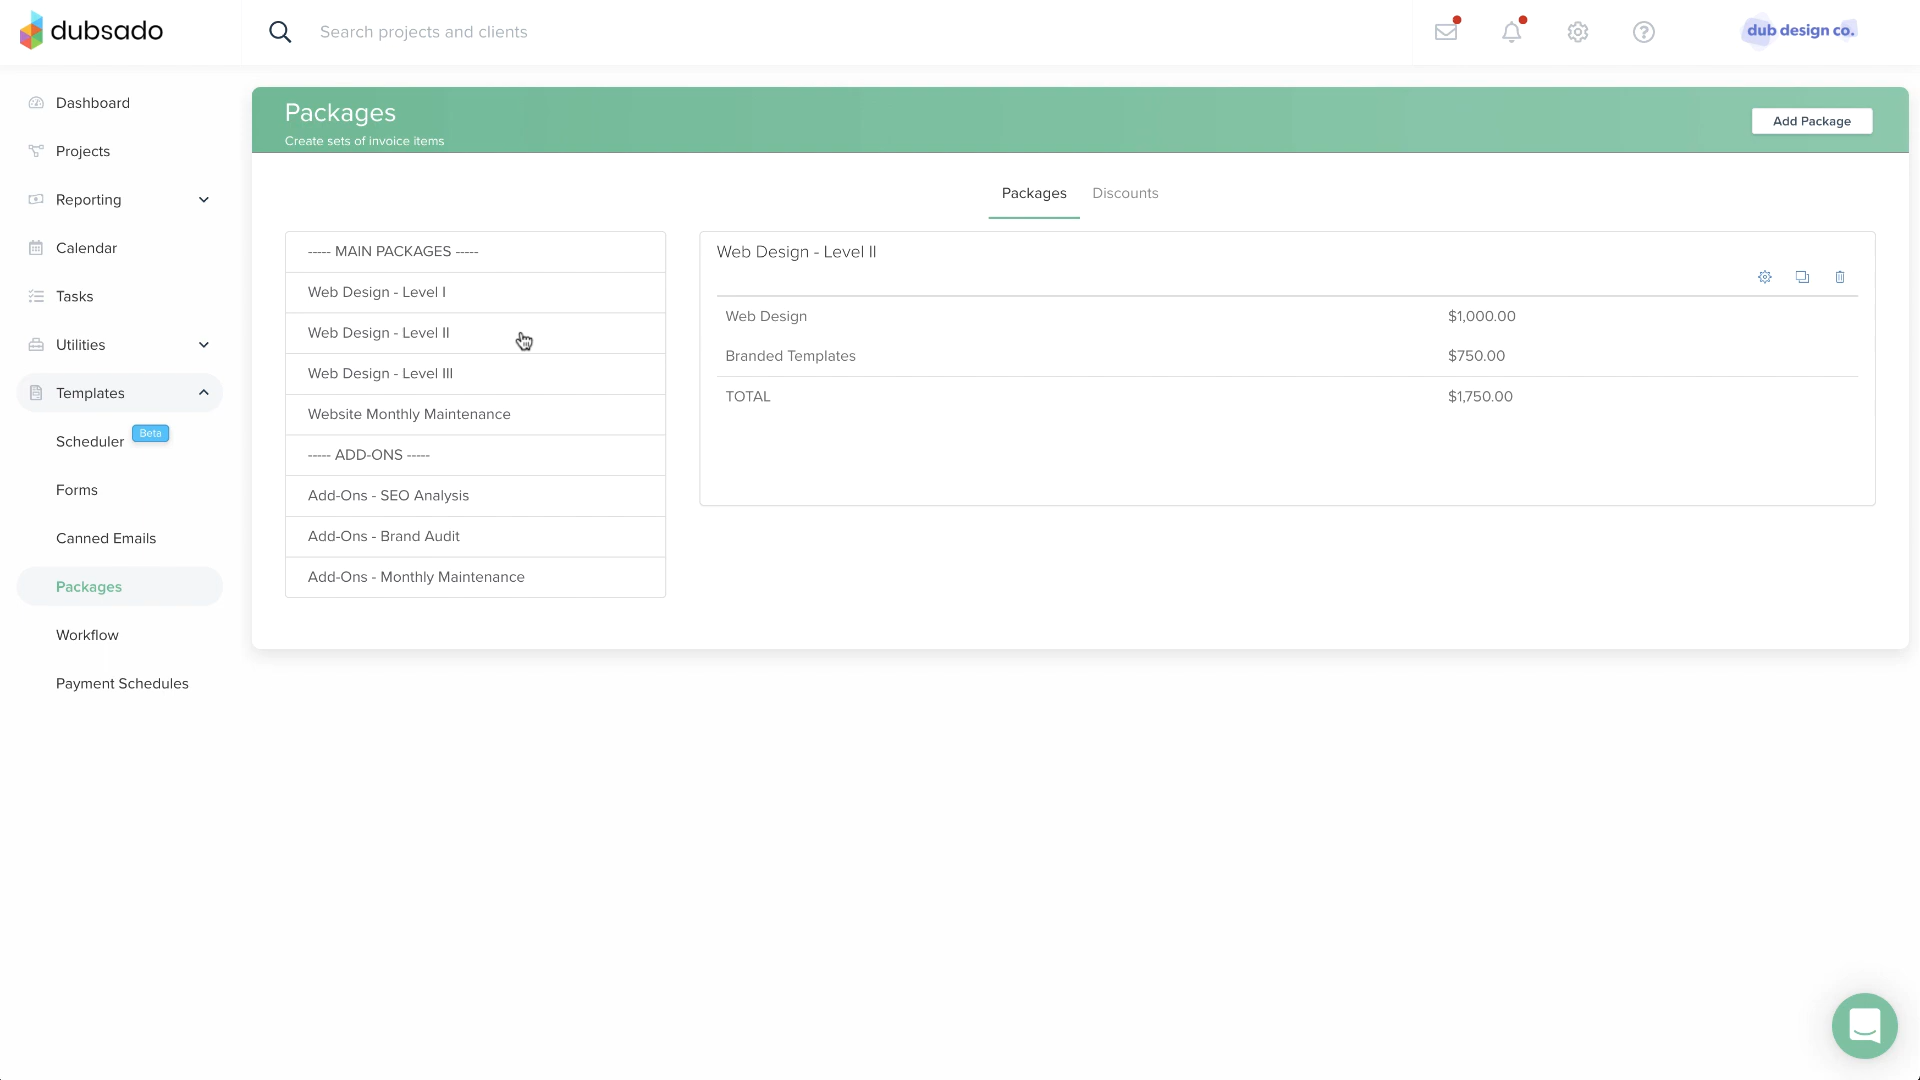 dubsado
Search projects and clients
dub design co.
Dashboard
Projects
Reporting
Calendar
Tasks
Utilities
Templates
Scheduler Beta
Forms
Canned Emails
Packages
Workflow
Payment Schedules
Packages
Create sets of invoice items
Add Package
Packages Discounts
----- MAIN PACKAGES -----
Web Design - Level I
Web Design - Level II
Web Design - Level III
Website Monthly Maintenance
----- ADD-ONS -----
Add-Ons - SEO Analysis
Add-Ons - Brand Audit
Add-Ons - Monthly Maintenance
Web Design - Level II
Web Design $1,000.00
Branded Templates $750.00
TOTAL $1,750.00